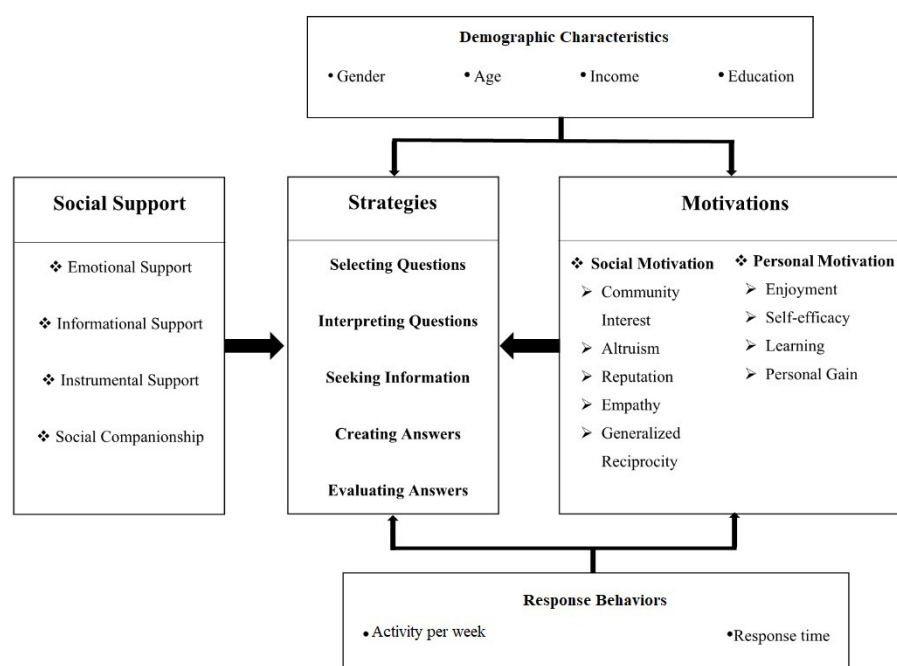 Demographic Characteristics
• Gender • Age • Income • Education
Social Support
❖ Emotional Support
❖ Informational Support
❖ Instrumental Support
❖ Social Companionship
Strategies
Selecting Questions
Interpreting Questions
Seeking Information
Creating Answers
Evaluating Answers
Motivations
❖ Social Motivation
➢ Community
Interest
➢ Altruism
➢ Reputation
➢ Empathy
➢ Generalized
Reciprocity
❖ Personal Motivation
➢ Enjoyment
➢ Self-efficacy
➢ Learning
➢ Personal Gain
Response Behaviors
• Activity per week •Response time